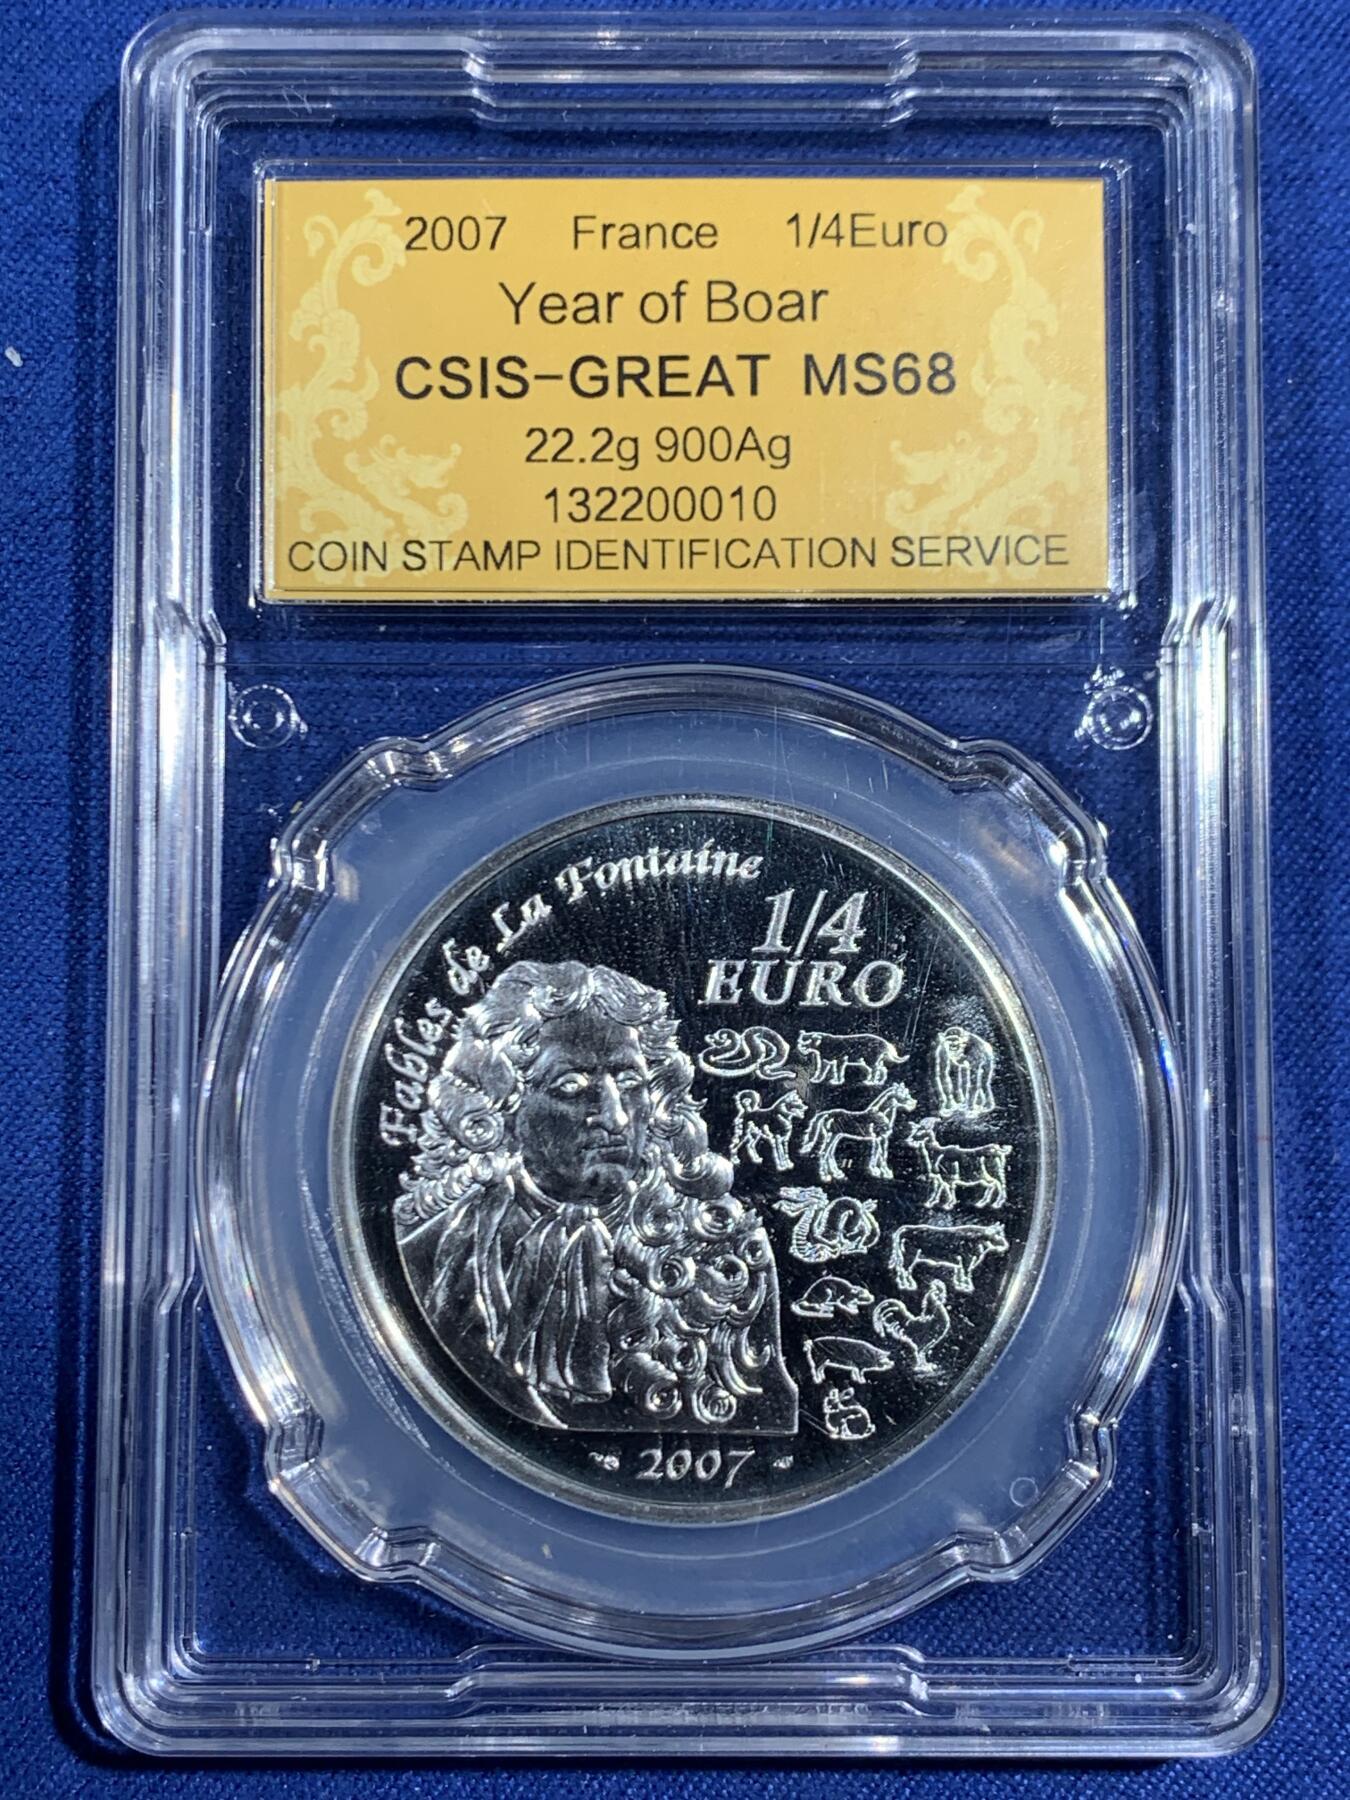 2007 France 1/4Euro
Year of Boar
CSIS-GREAT MS68
22.2g 900Ag
132200010
COIN STAMP IDENTIFICATION SERVICE
Fables de La Fontaine
1/4
EURO
2007